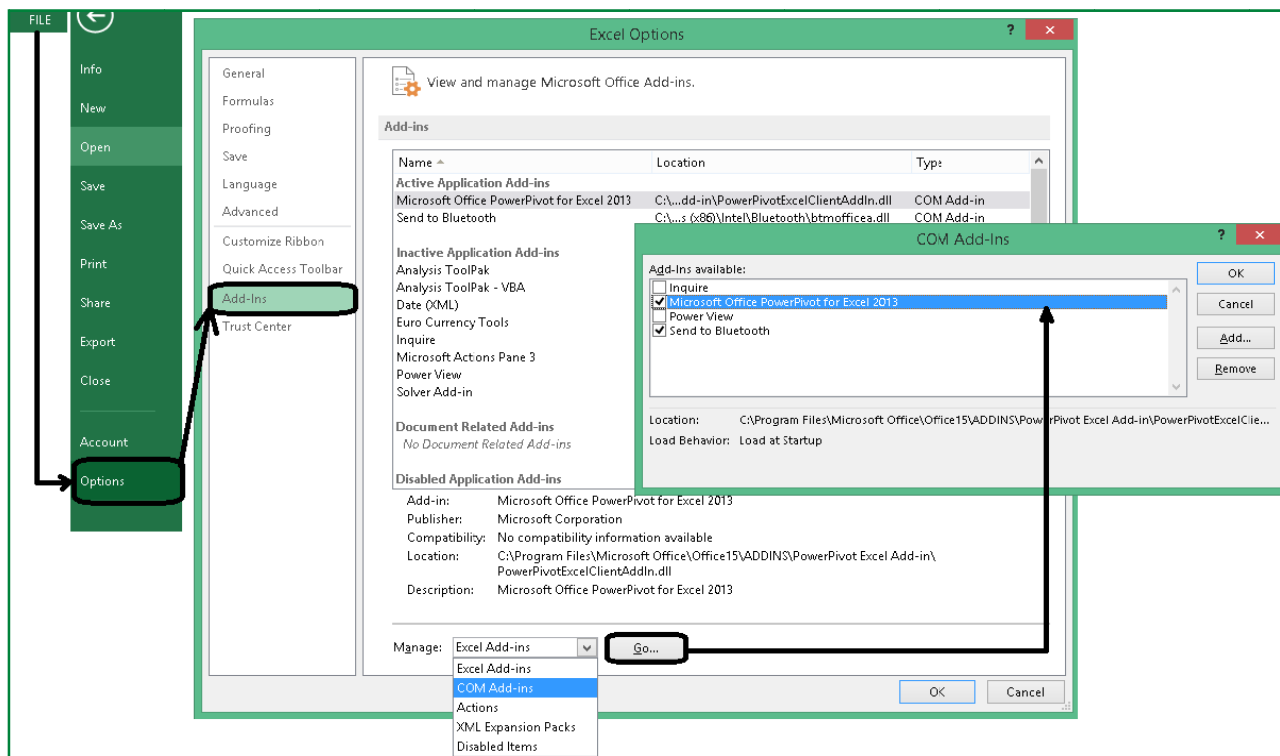 FILE
Info
New
Open
Save
Save As
Print
Share
Export
Close
Account
Options
Excel Options
? ×
General
Formulas
Proofing
Save
Language
Advanced
Customize Ribbon
Quick Access Toolbar
Add-Ins
Trust Center
View and manage Microsoft Office Add-ins.
Add-ins
Name Location Type
Active Application Add-ins
Microsoft Office PowerPivot for Excel 2013 C:\...dd-in\PowerPivotExcelClientAddIn.dll COM Add-in
Send to Bluetooth C:\...s (x86)\Intel\Bluetooth\btmofficea.dll COM Add-in
Inactive Application Add-ins
Analysis ToolPak
Analysis ToolPak - VBA
Date (XML)
Euro Currency Tools
Inquire
Microsoft Actions Pane 3
Power View
Solver Add-in
Document Related Add-ins
No Document Related Add-ins
Disabled Application Add-ins
Add-in: Microsoft Office PowerPivot for Excel 2013
Publisher: Microsoft Corporation
Compatibility: No compatibility information available
Location: C:\Program Files\Microsoft Office\Office15\ADDINS\PowerPivot Excel Add-in\
PowerPivotExcelClientAddIn.dll
Description: Microsoft Office PowerPivot for Excel 2013
Manage: Excel Add-ins Go...
Excel Add-ins
COM Add-ins
Actions
XML Expansion Packs
Disabled Items
OK Cancel
COM Add-Ins
? ×
Add-Ins available:
Inquire
Microsoft Office PowerPivot for Excel 2013
Power View
Send to Bluetooth
OK
Cancel
Add...
Remove
Location: C:\Program Files\Microsoft Office\Office15\ADDINS\PowerPivot Excel Add-in\PowerPivotExcelClie...
Load Behavior: Load at Startup